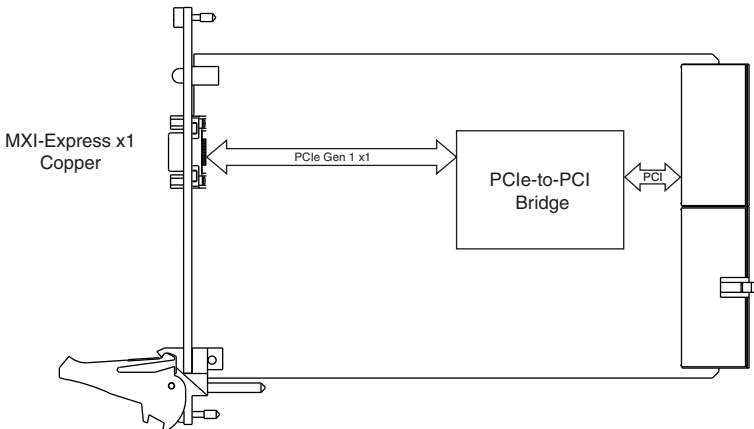 MXI-Express x1
Copper
PCIe Gen 1 x1
PCIe-to-PCI
Bridge
PCI